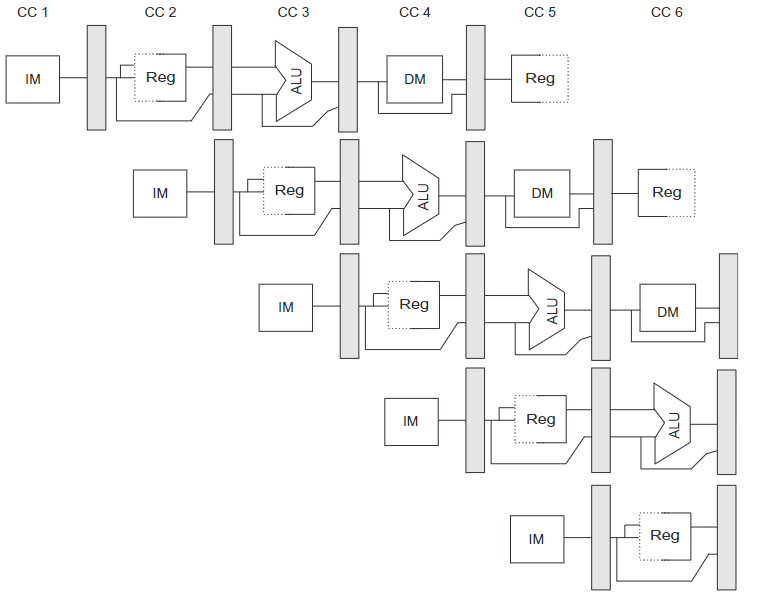 CC 1 CC 2 CC 3 CC 4 CC 5 CC 6
IM Reg ALU DM Reg
IM Reg ALU DM Reg
IM Reg ALU DM
IM Reg ALU
IM Reg